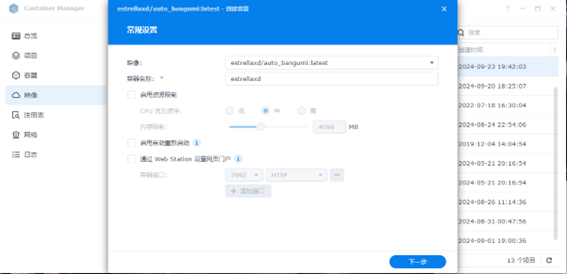 Container Manager
estrellaxd/auto_bangumi:latest - 创建容器
常规设置
总览
项目
容器
映像
注册表
网络
日志
映像:
estrellaxd/auto_bangumi:latest
容器名称: *
estrellaxd
启用资源限制
CPU 优先顺序:
低
中
高
内存限制:
4096
MB
启用自动重新启动
通过 Web Station 设置网页门户
容器端口:
7892
HTTP
添加端口
下一步
搜索
创建时间
2024-09-23 19:42:03
2024-09-20 18:25:07
2022-07-18 16:30:04
2024-08-24 22:54:06
2019-12-04 14:04:54
2024-05-21 20:16:54
2024-05-21 20:16:54
2024-08-26 11:14:36
2024-08-31 00:47:56
2024-09-01 19:00:36
13 个项目